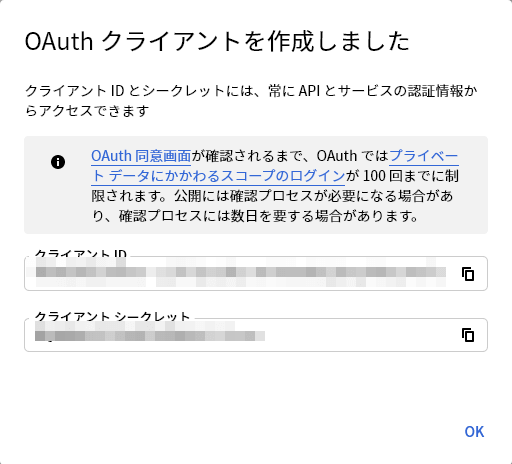 OAuth クライアントを作成しました
クライアント ID とシークレットには、常に API とサービスの認証情報か
らアクセスできます
OAuth 同意画面が確認されるまで、OAuth ではプライベー
ト データにかかわるスコープのログインが 100 回までに制
限されます。公開には確認プロセスが必要になる場合があ
り、確認プロセスには数日を要する場合があります。
クライアント ID
クライアント シークレット
OK